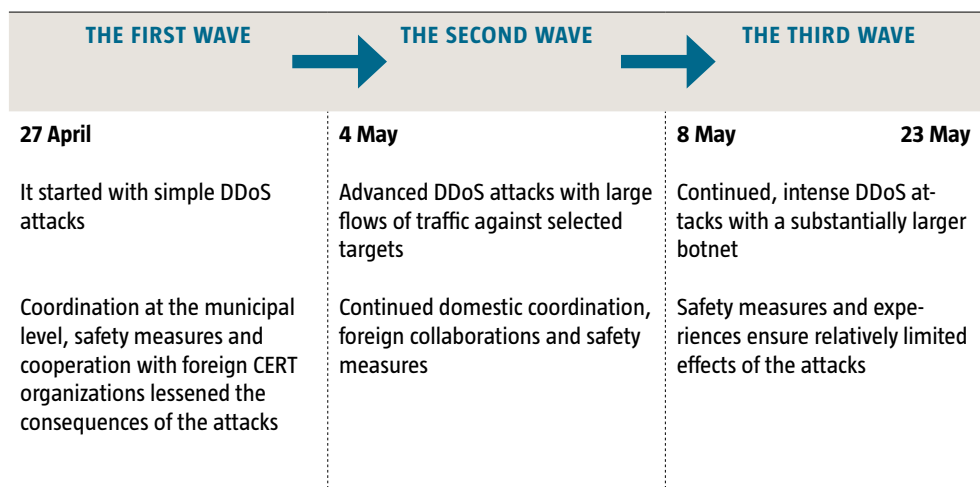 THE FIRST WAVE
THE SECOND WAVE
THE THIRD WAVE
27 April
It started with simple DDoS
attacks
Coordination at the municipal
level, safety measures and
cooperation with foreign CERT
organizations lessened the
consequences of the attacks
4 May
Advanced DDoS attacks with large
flows of traffic against selected
targets
Continued domestic coordination,
foreign collaborations and safety
measures
8 May 23 May
Continued, intense DDoS at-
tacks with a substantially larger
botnet
Safety measures and expe-
riences ensure relatively limited
effects of the attacks